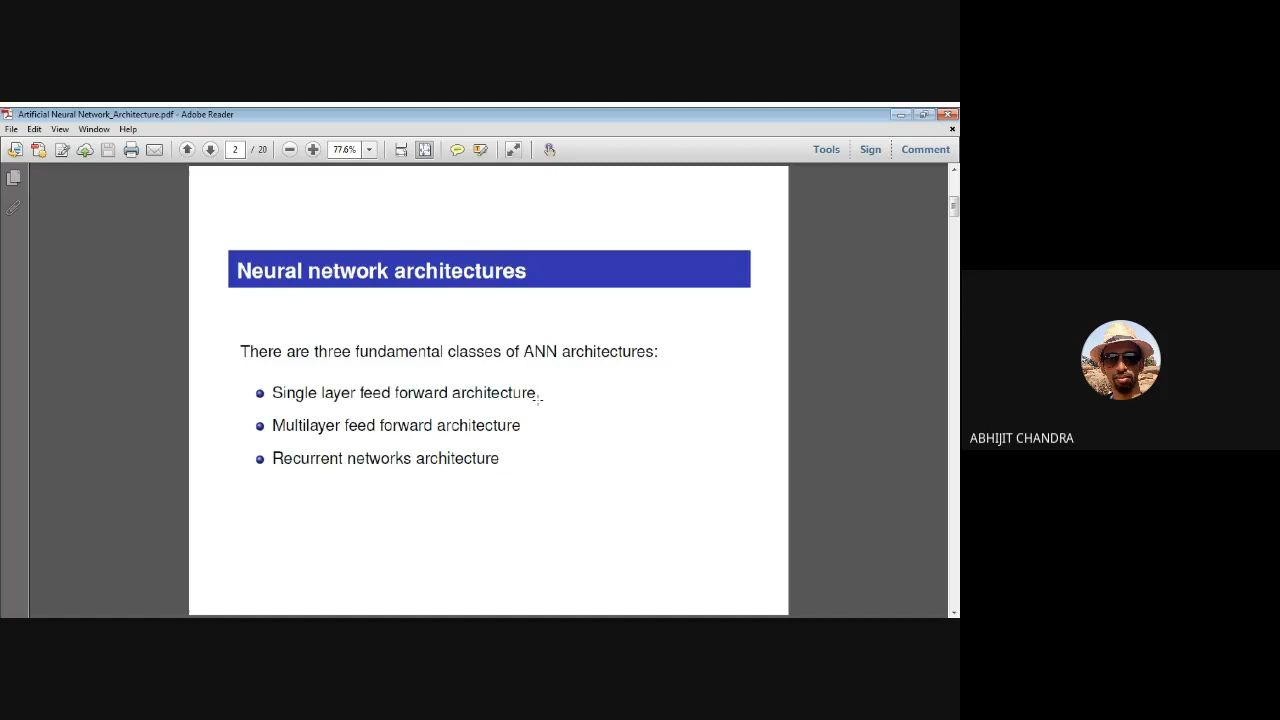 Artificial Neural Network_Architecture.pdf - Adobe Reader
File Edit View Window Help
2 / 20 77.6% Tools Sign Comment
Neural network architectures
There are three fundamental classes of ANN architectures:
Single layer feed forward architecture
Multilayer feed forward architecture
Recurrent networks architecture
ABHIJIT CHANDRA